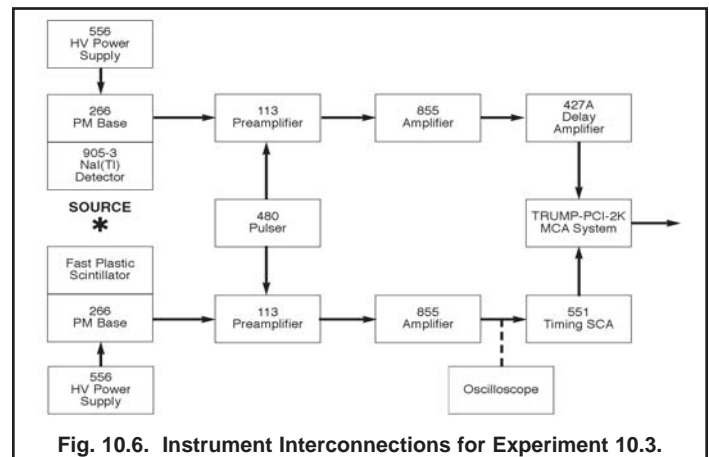 556
HV Power
Supply
266
PM Base
113
Preamplifier
855
Amplifier
427A
Delay
Amplifier
905-3
NaI(Tl)
Detector
SOURCE
*
480
Pulser
TRUMP-PCI-2K
MCA System
Fast Plastic
Scintillator
266
PM Base
113
Preamplifier
855
Amplifier
551
Timing SCA
556
HV Power
Supply
Oscilloscope
Fig. 10.6. Instrument Interconnections for Experiment 10.3.